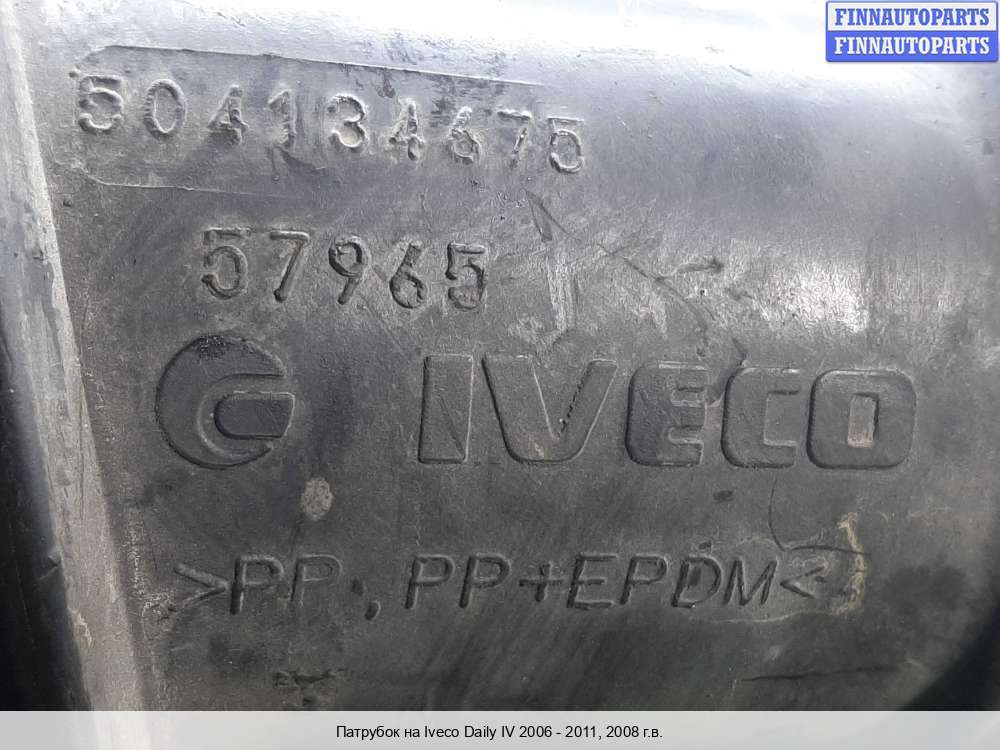 FINNAUTOPARTS
FINNAUTOPARTS
504134675
57965
IVECO
>PP, PP+EPDM<
Патрубок на Iveco Daily IV 2006 - 2011, 2008 г.в.